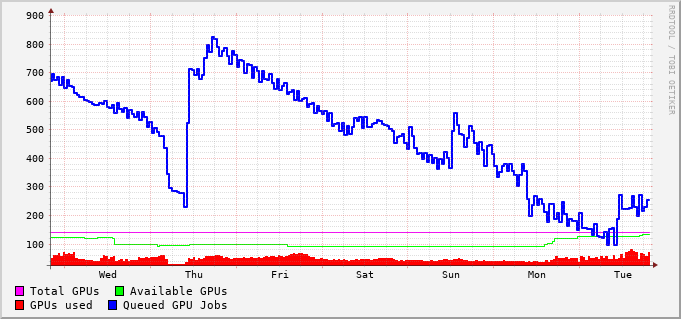 900
800
700
600
500
400
300
200
100
Wed Thu Fri Sat Sun Mon Tue
Total GPUs Available GPUs
GPUs used Queued GPU Jobs
RRDTOOL / TOBI OETIKER